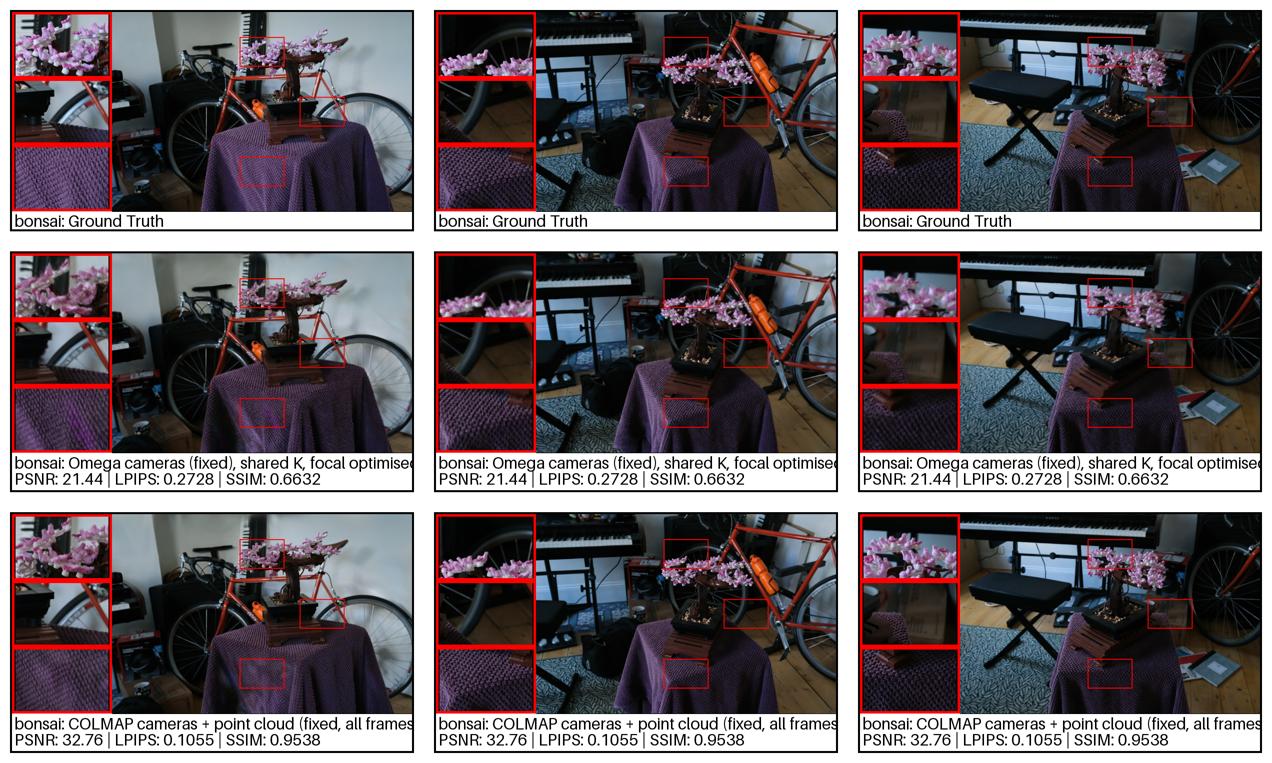 bonsai: Ground Truth
bonsai: Ground Truth
bonsai: Ground Truth
bonsai: Omega cameras (fixed), shared K, focal optimised
PSNR: 21.44 | LPIPS: 0.2728 | SSIM: 0.6632
bonsai: Omega cameras (fixed), shared K, focal optimised
PSNR: 21.44 | LPIPS: 0.2728 | SSIM: 0.6632
bonsai: Omega cameras (fixed), shared K, focal optimised
PSNR: 21.44 | LPIPS: 0.2728 | SSIM: 0.6632
bonsai: COLMAP cameras + point cloud (fixed, all frames
PSNR: 32.76 | LPIPS: 0.1055 | SSIM: 0.9538
bonsai: COLMAP cameras + point cloud (fixed, all frames
PSNR: 32.76 | LPIPS: 0.1055 | SSIM: 0.9538
bonsai: COLMAP cameras + point cloud (fixed, all frames
PSNR: 32.76 | LPIPS: 0.1055 | SSIM: 0.9538